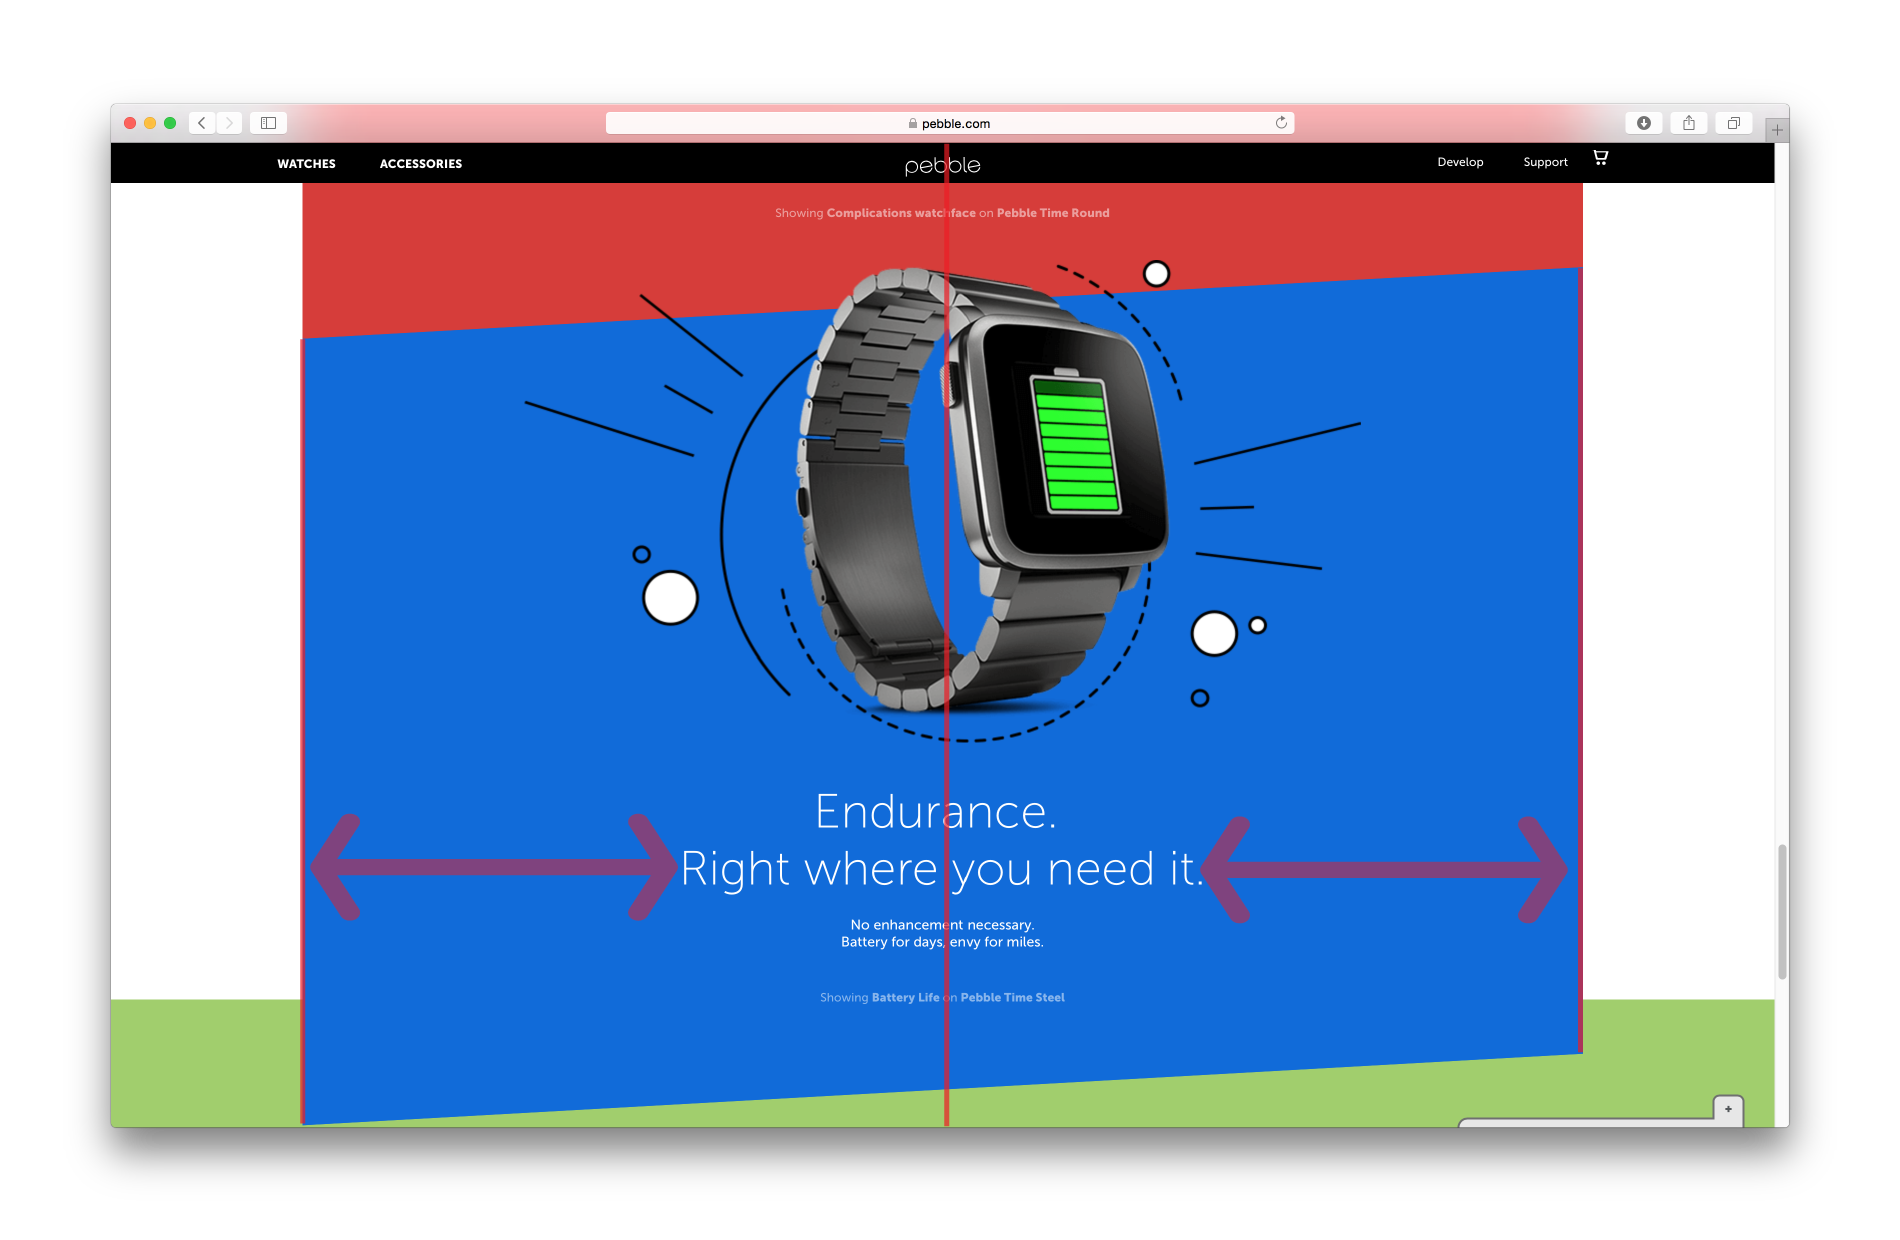 pebble.com
WATCHES ACCESSORIES pebble Develop Support
Showing Complications watchface on Pebble Time Round
Endurance.
Right where you need it.
No enhancement necessary.
Battery for days, envy for miles.
Showing Battery Life on Pebble Time Steel